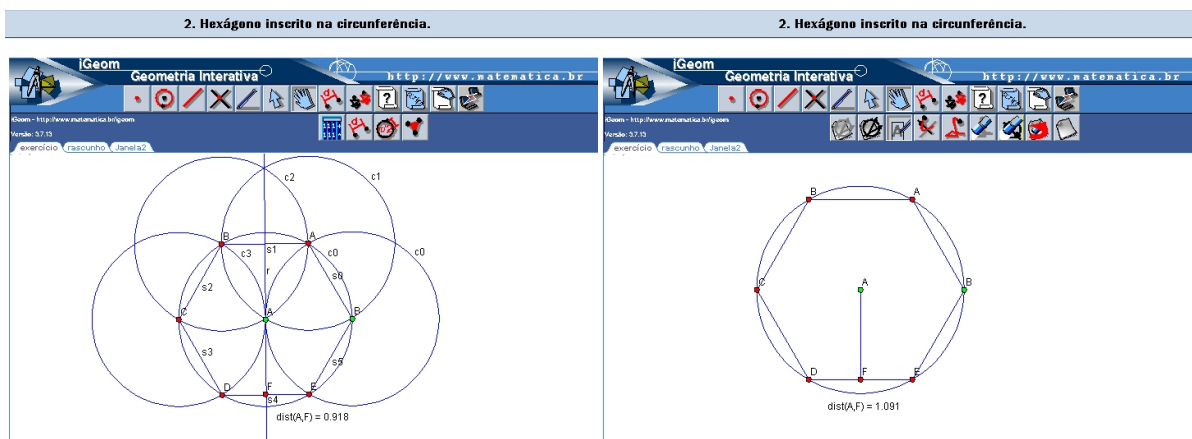 2. Hexágono inscrito na circunferência.
iGeom
Geometria Interativa
http://www.matematica.br
iGeom - http://www.matematica.br/igeom
Versão: 3.7.13
exercício rascunho Janela2
c2
c1
B
A
c3
s1
c0
c0
r
s0
s2
C
A
B
s3
s5
D
F
E
s4
dist(A,F) = 0.918
2. Hexágono inscrito na circunferência.
iGeom
Geometria Interativa
http://www.matematica.br
iGeom - http://www.matematica.br/igeom
Versão: 3.7.13
exercício rascunho Janela2
B
A
C
A
B
D
F
E
dist(A,F) = 1.091